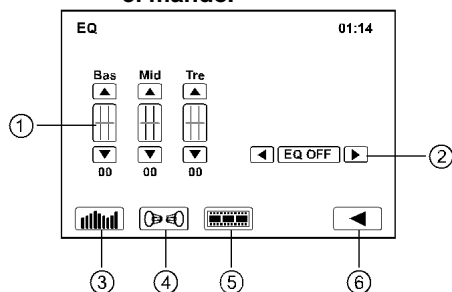 EQ 01:14
Bas Mid Tre
①
EQ OFF ②
00 00 00
③ ④ ⑤ ⑥